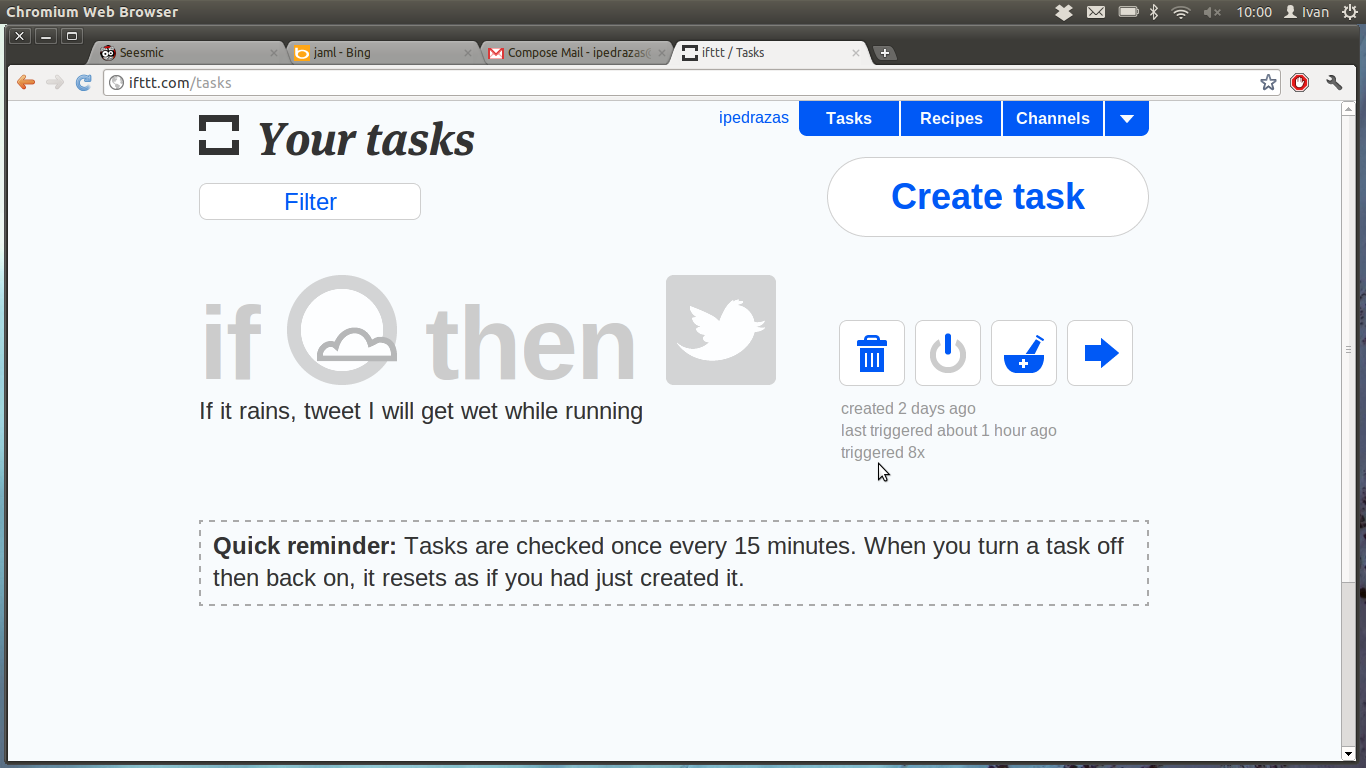 Chromium Web Browser
10:00
Ivan
Seesmic
jaml - Bing
Compose Mail - ipedrazas@
ifttt / Tasks
ifttt.com/tasks
Your tasks
ipedrazas
Tasks
Recipes
Channels
Filter
Create task
if then
If it rains, tweet I will get wet while running
created 2 days ago
last triggered about 1 hour ago
triggered 8x
Quick reminder: Tasks are checked once every 15 minutes. When you turn a task off
then back on, it resets as if you had just created it.